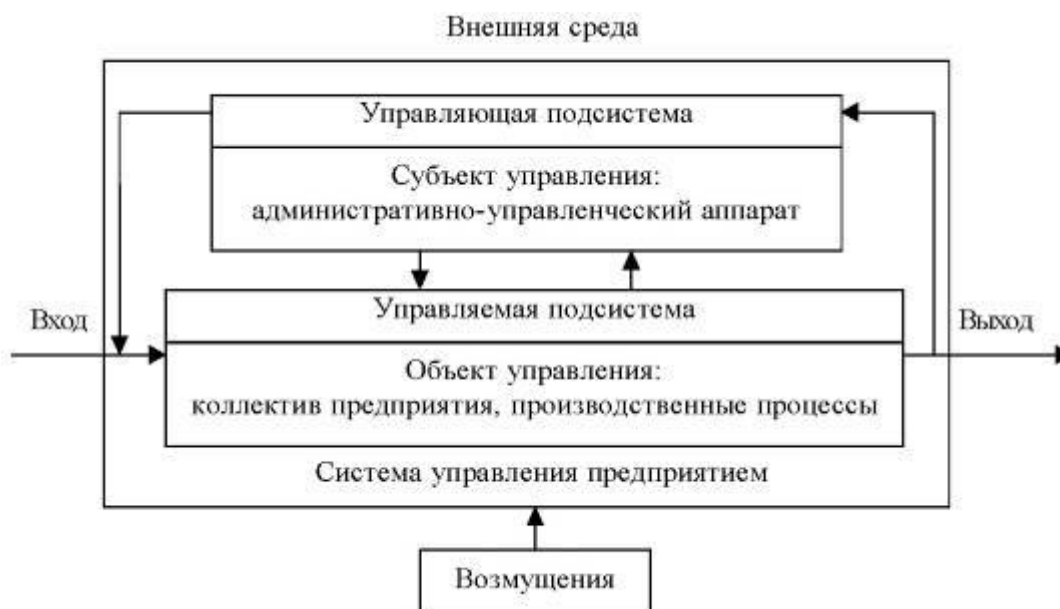 Внешняя среда
Управляющая подсистема
Субъект управления:
административно-управленческий аппарат
Управляемая подсистема
Вход
Выход
Объект управления:
коллектив предприятия, производственные процессы
Система управления предприятием
Возмущения